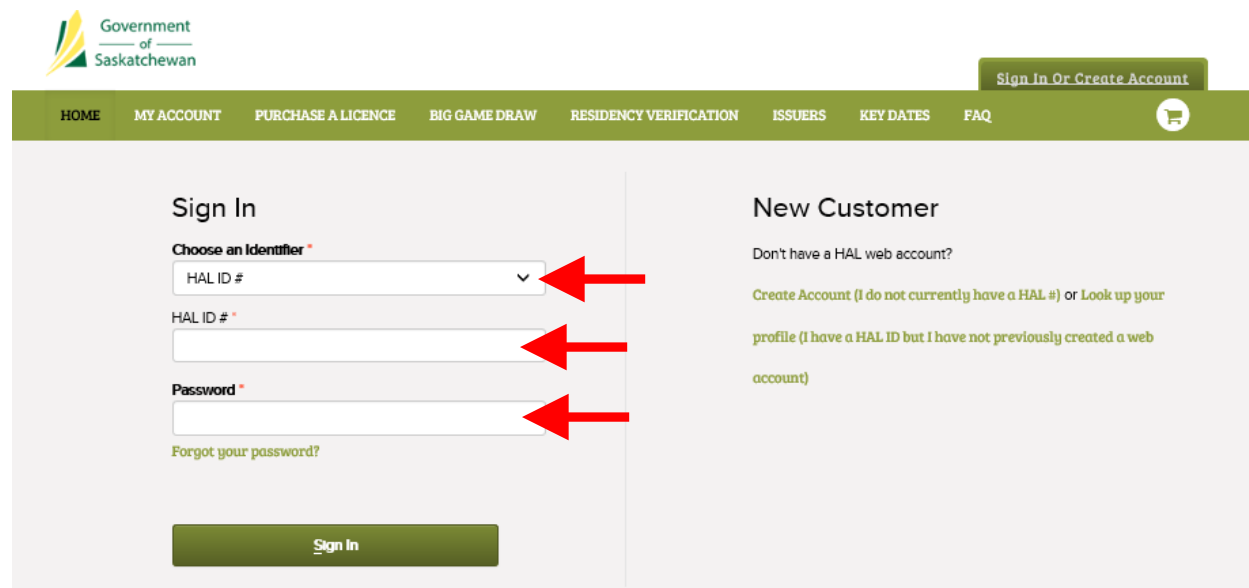 Government
of
Saskatchewan
Sign In Or Create Account
HOME MY ACCOUNT PURCHASE A LICENCE BIG GAME DRAW RESIDENCY VERIFICATION ISSUERS KEY DATES FAQ
Sign In
Choose an Identifier *
HAL ID #
HAL ID # *
Password *
Forgot your password?
Sign In
New Customer
Don't have a HAL web account?
Create Account (I do not currently have a HAL #) or Look up your
profile (I have a HAL ID but I have not previously created a web
account)